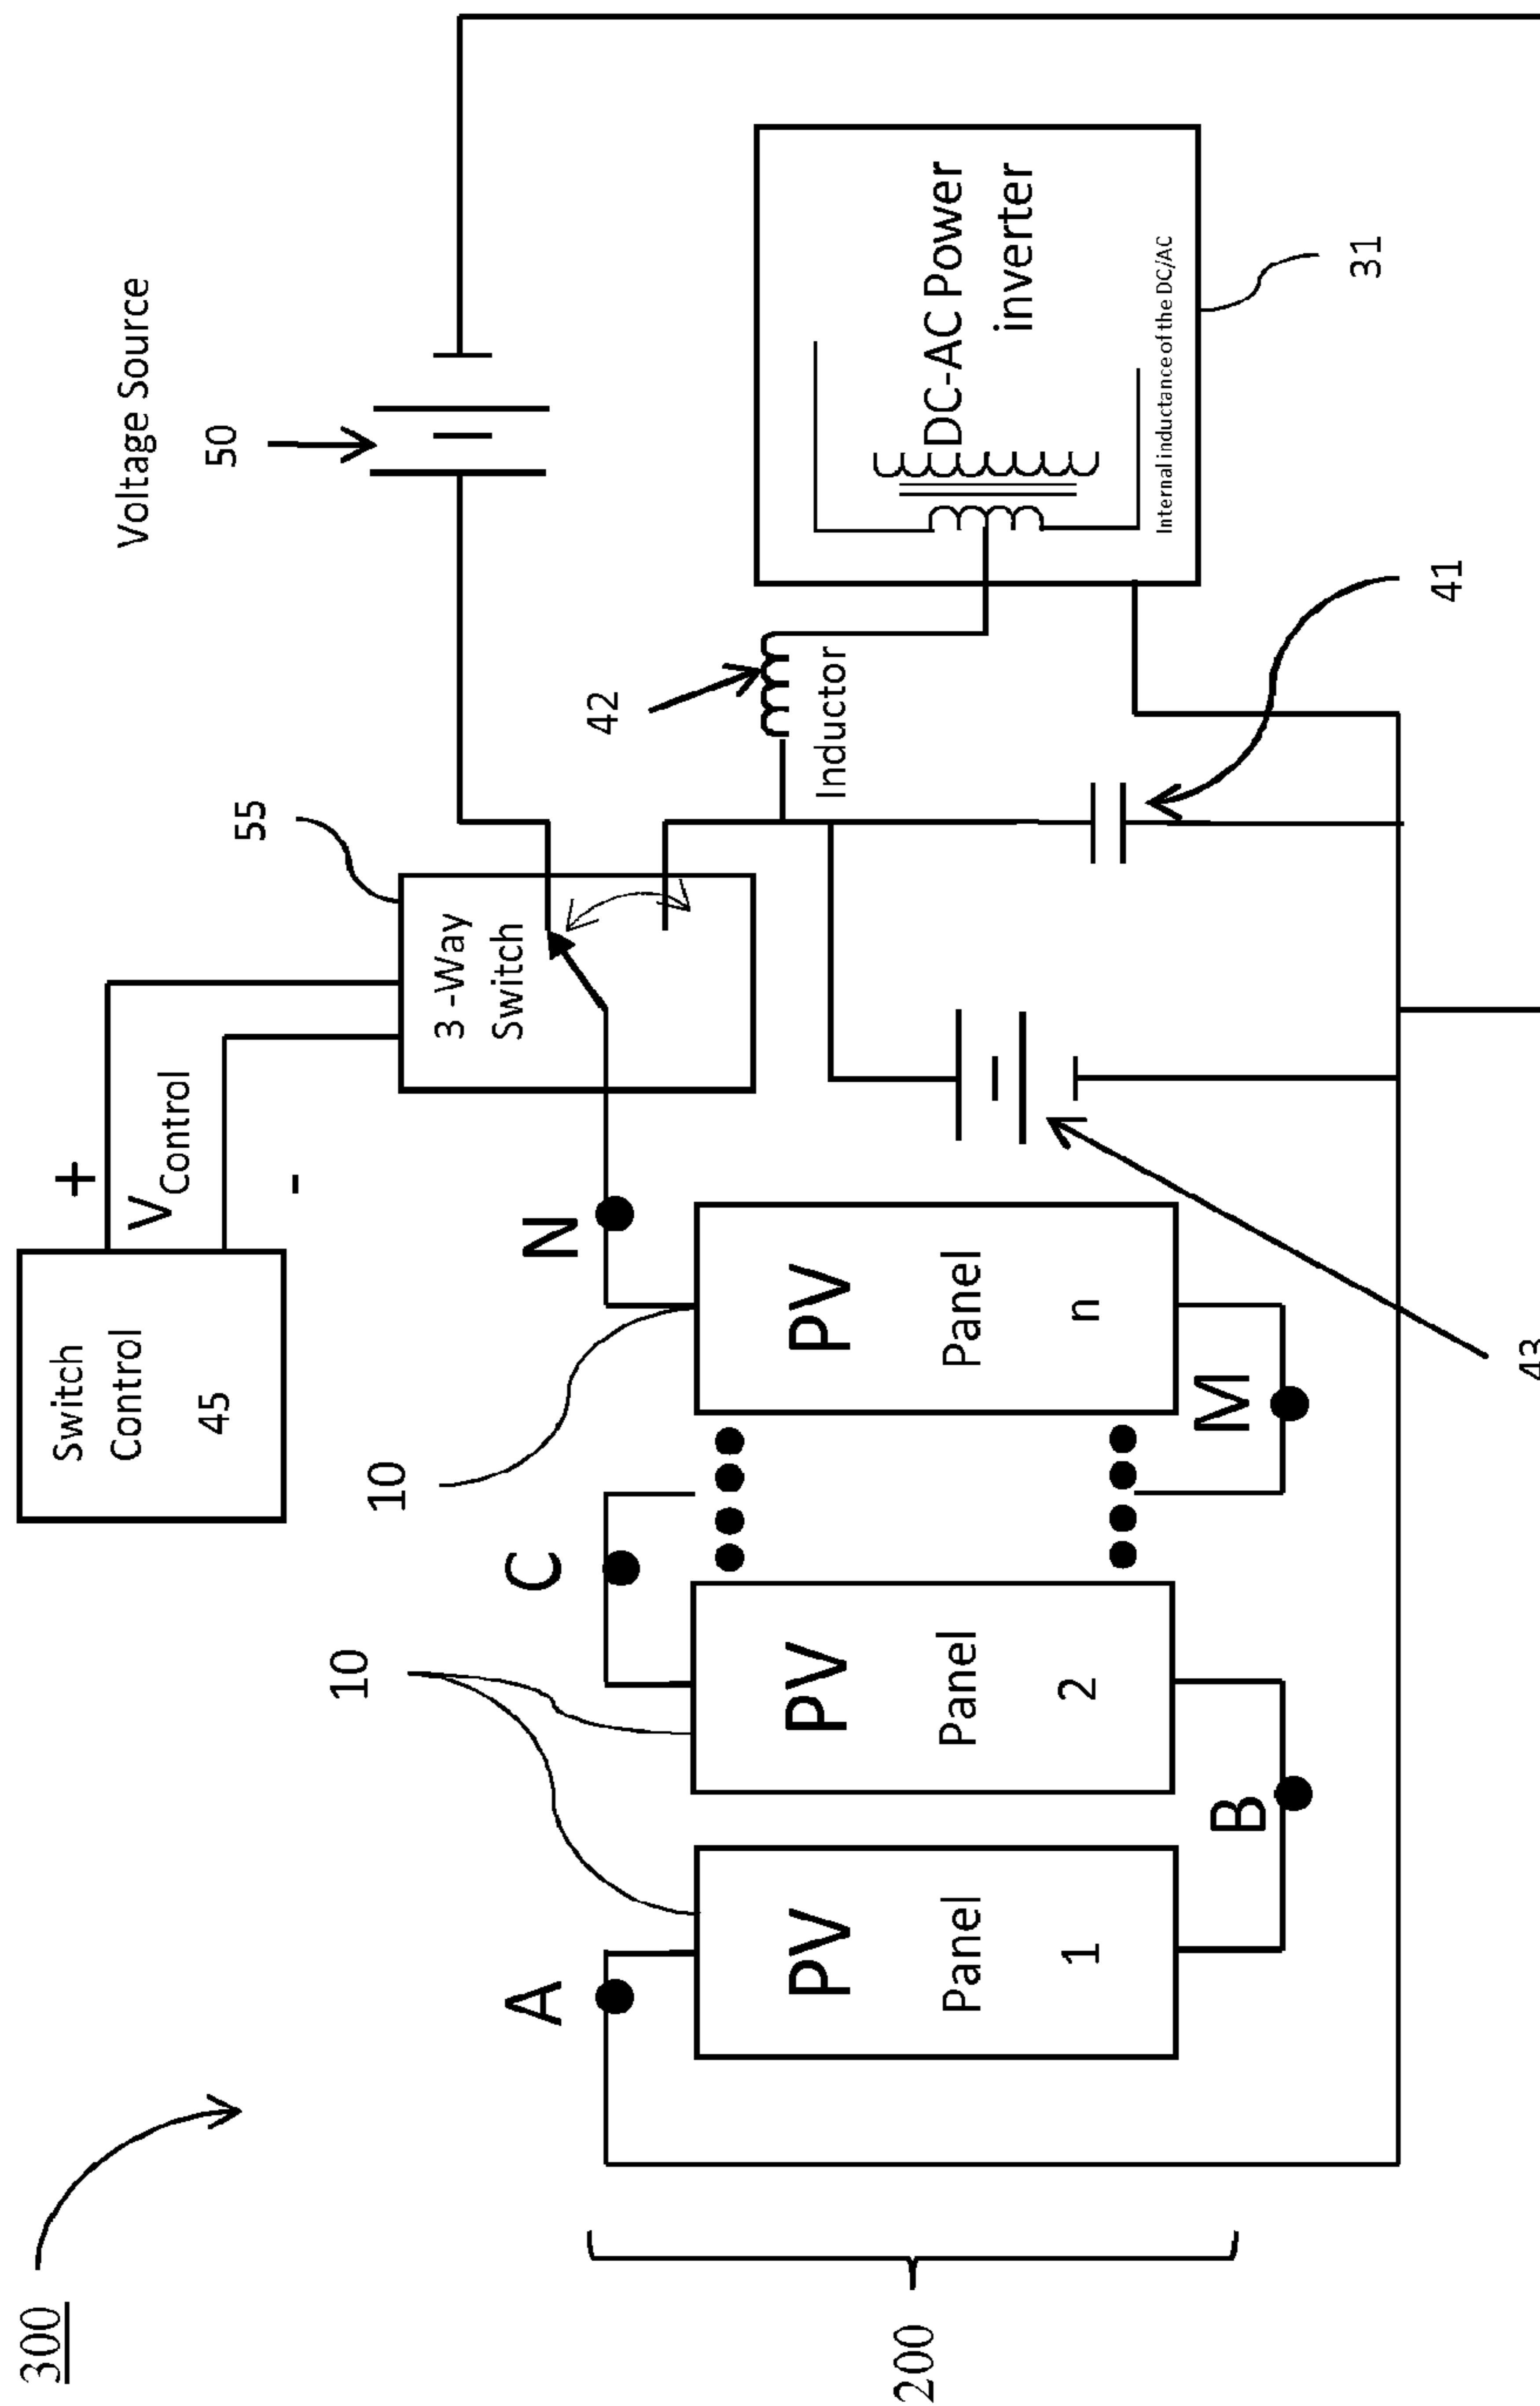 300
Switch
Control
45
+
VControl
-
Voltage Source
50
55
3 -Way
Switch
10
10
A
C
N
42
Inductor
DC-AC Power
inverter
Internal inductance of the DC/AC
31
200
PV
Panel
1
PV
Panel
2
PV
Panel
n
B
M
41
43